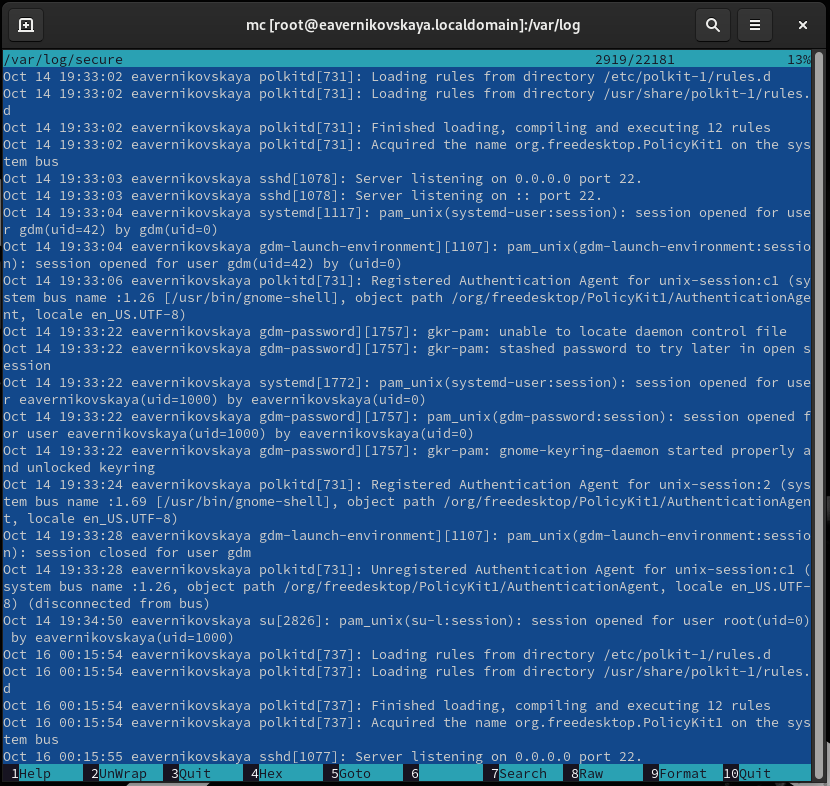 mc [root@eavernikovskaya.localdomain]:/var/log
/var/log/secure 2919/22181 13%
Oct 14 19:33:02 eavernikovskaya polkitd[731]: Loading rules from directory /etc/polkit-1/rules.d
Oct 14 19:33:02 eavernikovskaya polkitd[731]: Loading rules from directory /usr/share/polkit-1/rules.
d
Oct 14 19:33:02 eavernikovskaya polkitd[731]: Finished loading, compiling and executing 12 rules
Oct 14 19:33:02 eavernikovskaya polkitd[731]: Acquired the name org.freedesktop.PolicyKit1 on the sys
tem bus
Oct 14 19:33:03 eavernikovskaya sshd[1078]: Server listening on 0.0.0.0 port 22.
Oct 14 19:33:03 eavernikovskaya sshd[1078]: Server listening on :: port 22.
Oct 14 19:33:04 eavernikovskaya systemd[1117]: pam_unix(systemd-user:session): session opened for use
r gdm(uid=42) by gdm(uid=0)
Oct 14 19:33:04 eavernikovskaya gdm-launch-environment][1107]: pam_unix(gdm-launch-environment:sessio
n): session opened for user gdm(uid=42) by (uid=0)
Oct 14 19:33:06 eavernikovskaya polkitd[731]: Registered Authentication Agent for unix-session:c1 (sy
stem bus name :1.26 [/usr/bin/gnome-shell], object path /org/freedesktop/PolicyKit1/AuthenticationAge
nt, locale en_US.UTF-8)
Oct 14 19:33:22 eavernikovskaya gdm-password][1757]: gkr-pam: unable to locate daemon control file
Oct 14 19:33:22 eavernikovskaya gdm-password][1757]: gkr-pam: stashed password to try later in open s
ession
Oct 14 19:33:22 eavernikovskaya systemd[1772]: pam_unix(systemd-user:session): session opened for use
r eavernikovskaya(uid=1000) by eavernikovskaya(uid=0)
Oct 14 19:33:22 eavernikovskaya gdm-password][1757]: pam_unix(gdm-password:session): session opened f
or user eavernikovskaya(uid=1000) by eavernikovskaya(uid=0)
Oct 14 19:33:22 eavernikovskaya gdm-password][1757]: gkr-pam: gnome-keyring-daemon started properly a
nd unlocked keyring
Oct 14 19:33:24 eavernikovskaya polkitd[731]: Registered Authentication Agent for unix-session:2 (sys
tem bus name :1.69 [/usr/bin/gnome-shell], object path /org/freedesktop/PolicyKit1/AuthenticationAgen
t, locale en_US.UTF-8)
Oct 14 19:33:28 eavernikovskaya gdm-launch-environment][1107]: pam_unix(gdm-launch-environment:sessio
n): session closed for user gdm
Oct 14 19:33:28 eavernikovskaya polkitd[731]: Unregistered Authentication Agent for unix-session:c1 (
system bus name :1.26, object path /org/freedesktop/PolicyKit1/AuthenticationAgent, locale en_US.UTF-
8) (disconnected from bus)
Oct 14 19:34:50 eavernikovskaya su[2826]: pam_unix(su-l:session): session opened for user root(uid=0)
by eavernikovskaya(uid=1000)
Oct 16 00:15:54 eavernikovskaya polkitd[737]: Loading rules from directory /etc/polkit-1/rules.d
Oct 16 00:15:54 eavernikovskaya polkitd[737]: Loading rules from directory /usr/share/polkit-1/rules.
d
Oct 16 00:15:54 eavernikovskaya polkitd[737]: Finished loading, compiling and executing 12 rules
Oct 16 00:15:54 eavernikovskaya polkitd[737]: Acquired the name org.freedesktop.PolicyKit1 on the sys
tem bus
Oct 16 00:15:55 eavernikovskaya sshd[1077]: Server listening on 0.0.0.0 port 22.
1Help 2UnWrap 3Quit 4Hex 5Goto 6 7Search 8Raw 9Format 10Quit